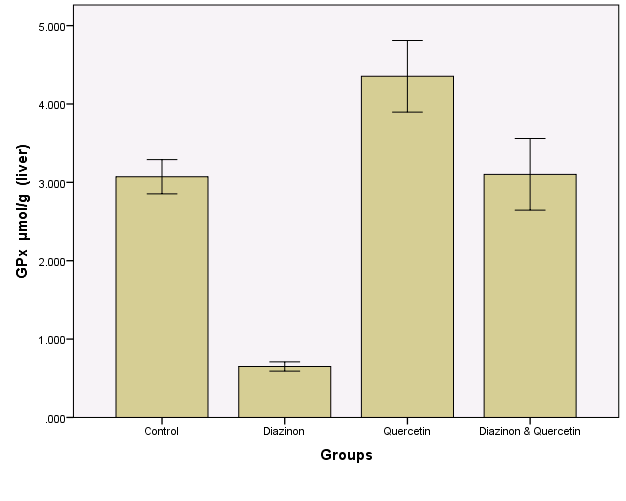 GPx µmol/g (liver)
5.000
4.000
3.000
2.000
1.000
.000
Control
Diazinon
Quercetin
Diazinon & Quercetin
Groups